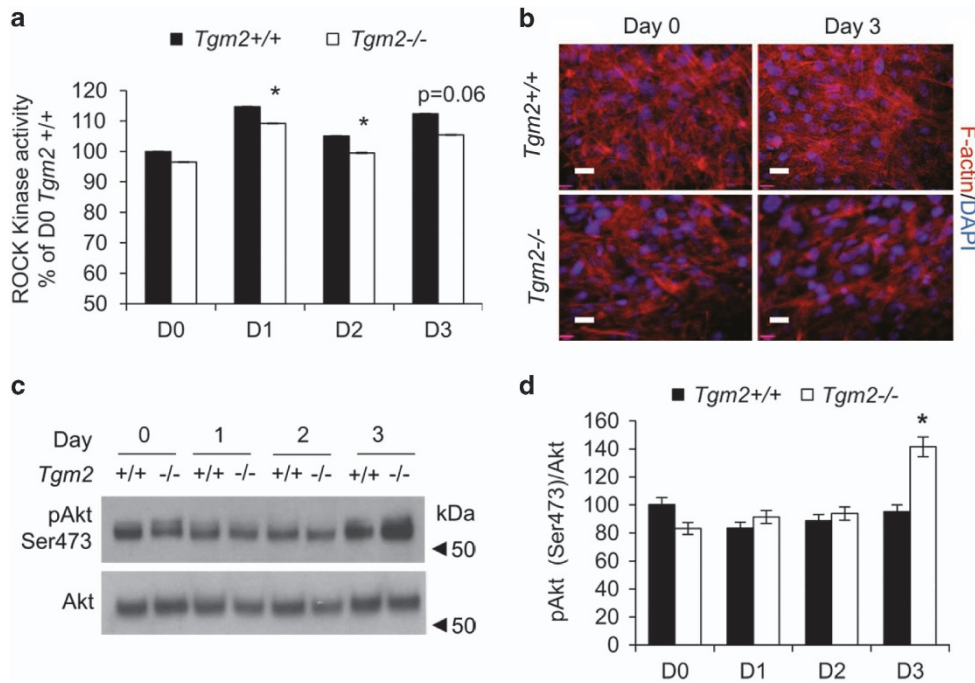 a
Tgm2+/+ Tgm2-/-
ROCK Kinase activity
% of D0 Tgm2 +/+
120
110
100
90
80
70
60
50
* * p=0.06
D0 D1 D2 D3
b
Day 0 Day 3
Tgm2+/+
Tgm2-/-
F-actin/DAPI
c
Day 0 1 2 3
Tgm2 +/+ -/- +/+ -/- +/+ -/- +/+ -/-
pAkt
Ser473
kDa
◄50
Akt
◄50
d
Tgm2+/+ Tgm2-/-
pAkt (Ser473)/Akt
160
140
120
100
80
60
40
20
0
*
D0 D1 D2 D3